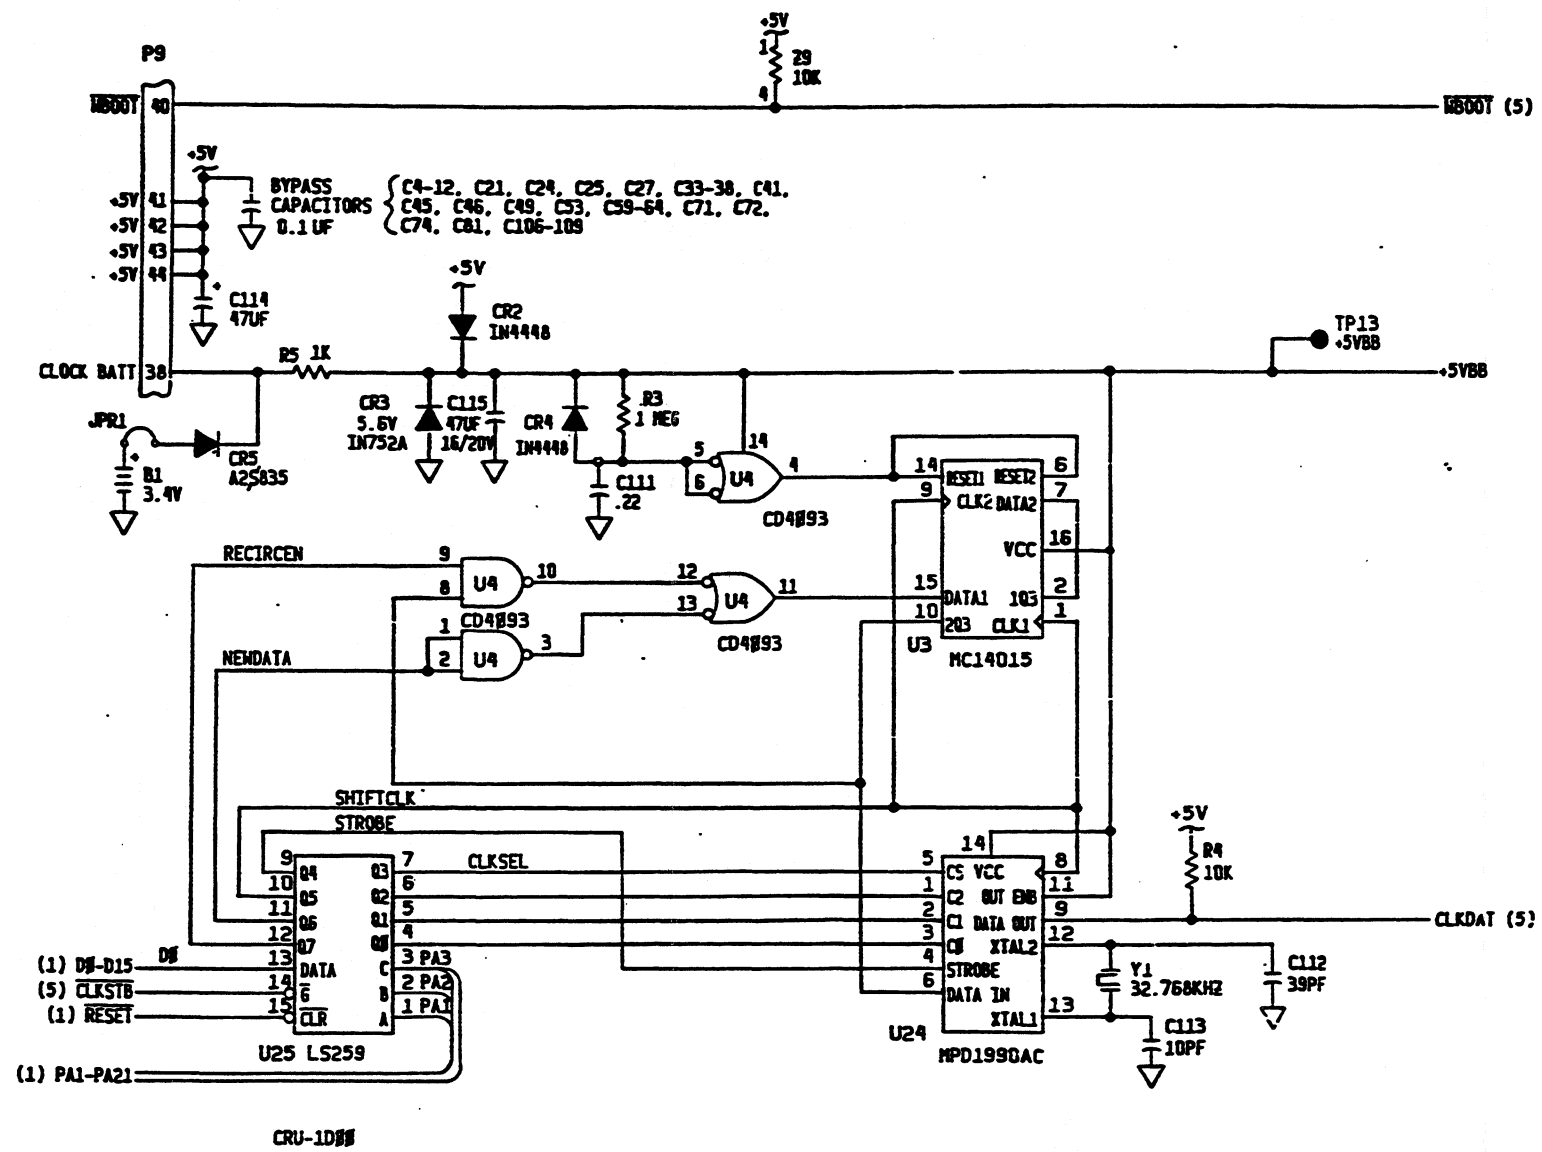 +5V
P9
1
29
10K
4
WBOOT 40
WBOOT (5)
+5V
BYPASS
CAPACITORS
0.1 UF
C4-12, C21, C24, C25, C27, C33-38, C41,
C45, C46, C49, C53, C59-64, C71, C72,
C74, C81, C106-109
+5V 41
+5V 42
+5V 43
+5V 44
+
C114
47UF
+5V
CR2
IN4448
TP13
+5VBB
CLOCK BATT 38
R5 1K
+5VBB
CR3
5.6V
IN752A
C115
47UF
16/20V
CR4
IN4448
R3
1 MEG
14
JPR1
CR5
A2S835
+
B1
3.4V
C111
.22
5
6
U4
4
CD4093
14 RESET1 RESET2 6
9 CLK2 DATA2 7
VCC 16
15 DATA1 1Q3 2
10 2Q3 CLK1 1
U3
MC14015
RECIRCEN
9
8
U4
10
CD4093
12
13
U4
11
CD4093
1
2
U4
3
NEWDATA
SHIFTCLK
STROBE
+5V
R4
10K
9 Q4 Q3 7
CLKSEL
10 Q5 Q2 6
11 Q6 Q1 5
12 Q7 Q0 4
13 DATA C 3 PA3
14 G B 2 PA2
15 CLR A 1 PA1
U25 LS259
(1) D0-D15
D0
(5) CLKSTB
(1) RESET
(1) PA1-PA21
14
5 CS VCC 8
1 C2 OUT ENB 11
2 C1 DATA OUT 9
CLKDAT (5)
3 C0 XTAL2 12
4 STROBE
6 DATA IN
XTAL1 13
U24
MPD1990AC
Y1
32.768KHZ
C112
39PF
C113
10PF
CRU-1D00